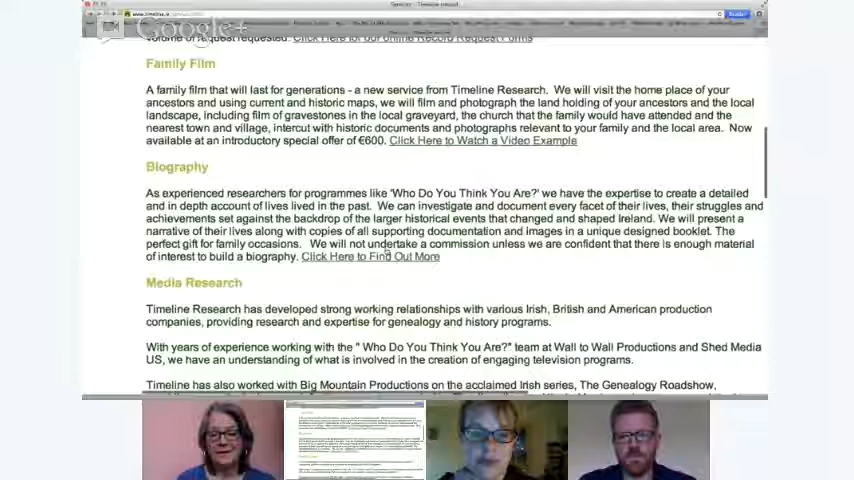 Google+
volume of request requested. Click Here for our online Record Request Forms
Family Film
A family film that will last for generations - a new service from Timeline Research. We will visit the home place of your
ancestors and using current and historic maps, we will film and photograph the land holding of your ancestors and the local
landscape, including film of gravestones in the local graveyard, the church that the family would have attended and the
nearest town and village, intercut with historic documents and photographs relevant to your family and the local area. Now
available at an introductory special offer of €600. Click Here to Watch a Video Example
Biography
As experienced researchers for programmes like 'Who Do You Think You Are?' we have the expertise to create a detailed
and in depth account of lives lived in the past. We can investigate and document every facet of their lives, their struggles and
achievements set against the backdrop of the larger historical events that changed and shaped Ireland. We will present a
narrative of their lives along with copies of all supporting documentation and images in a unique designed booklet. The
perfect gift for family occasions. We will not undertake a commission unless we are confident that there is enough material
of interest to build a biography. Click Here to Find Out More
Media Research
Timeline Research has developed strong working relationships with various Irish, British and American production
companies, providing research and expertise for genealogy and history programs.
With years of experience working with the " Who Do You Think You Are?" team at Wall to Wall Productions and Shed Media
US, we have an understanding of what is involved in the creation of engaging television programs.
Timeline has also worked with Big Mountain Productions on the acclaimed Irish series, The Genealogy Roadshow,